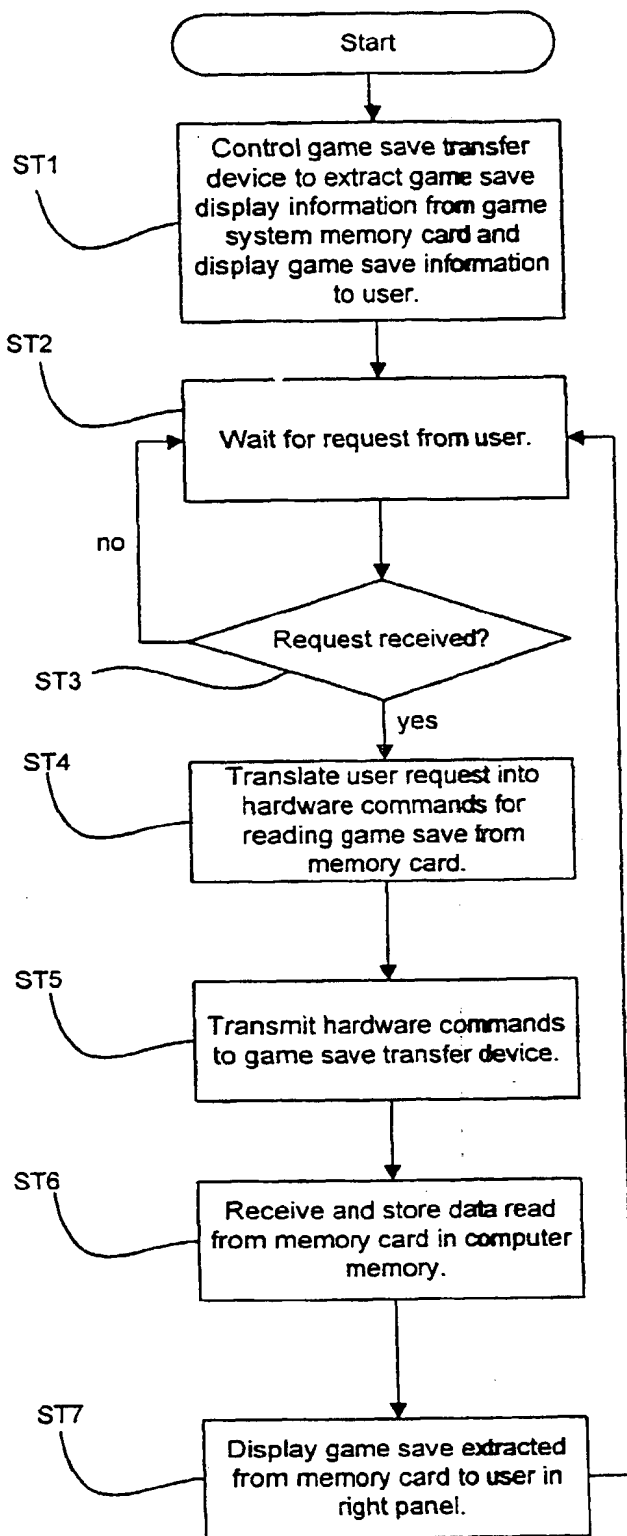 Start
ST1
Control game save transfer
device to extract game save
display information from game
system memory card and
display game save information
to user.
ST2
Wait for request from user.
no
Request received?
ST3
yes
ST4
Translate user request into
hardware commands for
reading game save from
memory card.
ST5
Transmit hardware commands
to game save transfer device.
ST6
Receive and store data read
from memory card in computer
memory.
ST7
Display game save extracted
from memory card to user in
right panel.